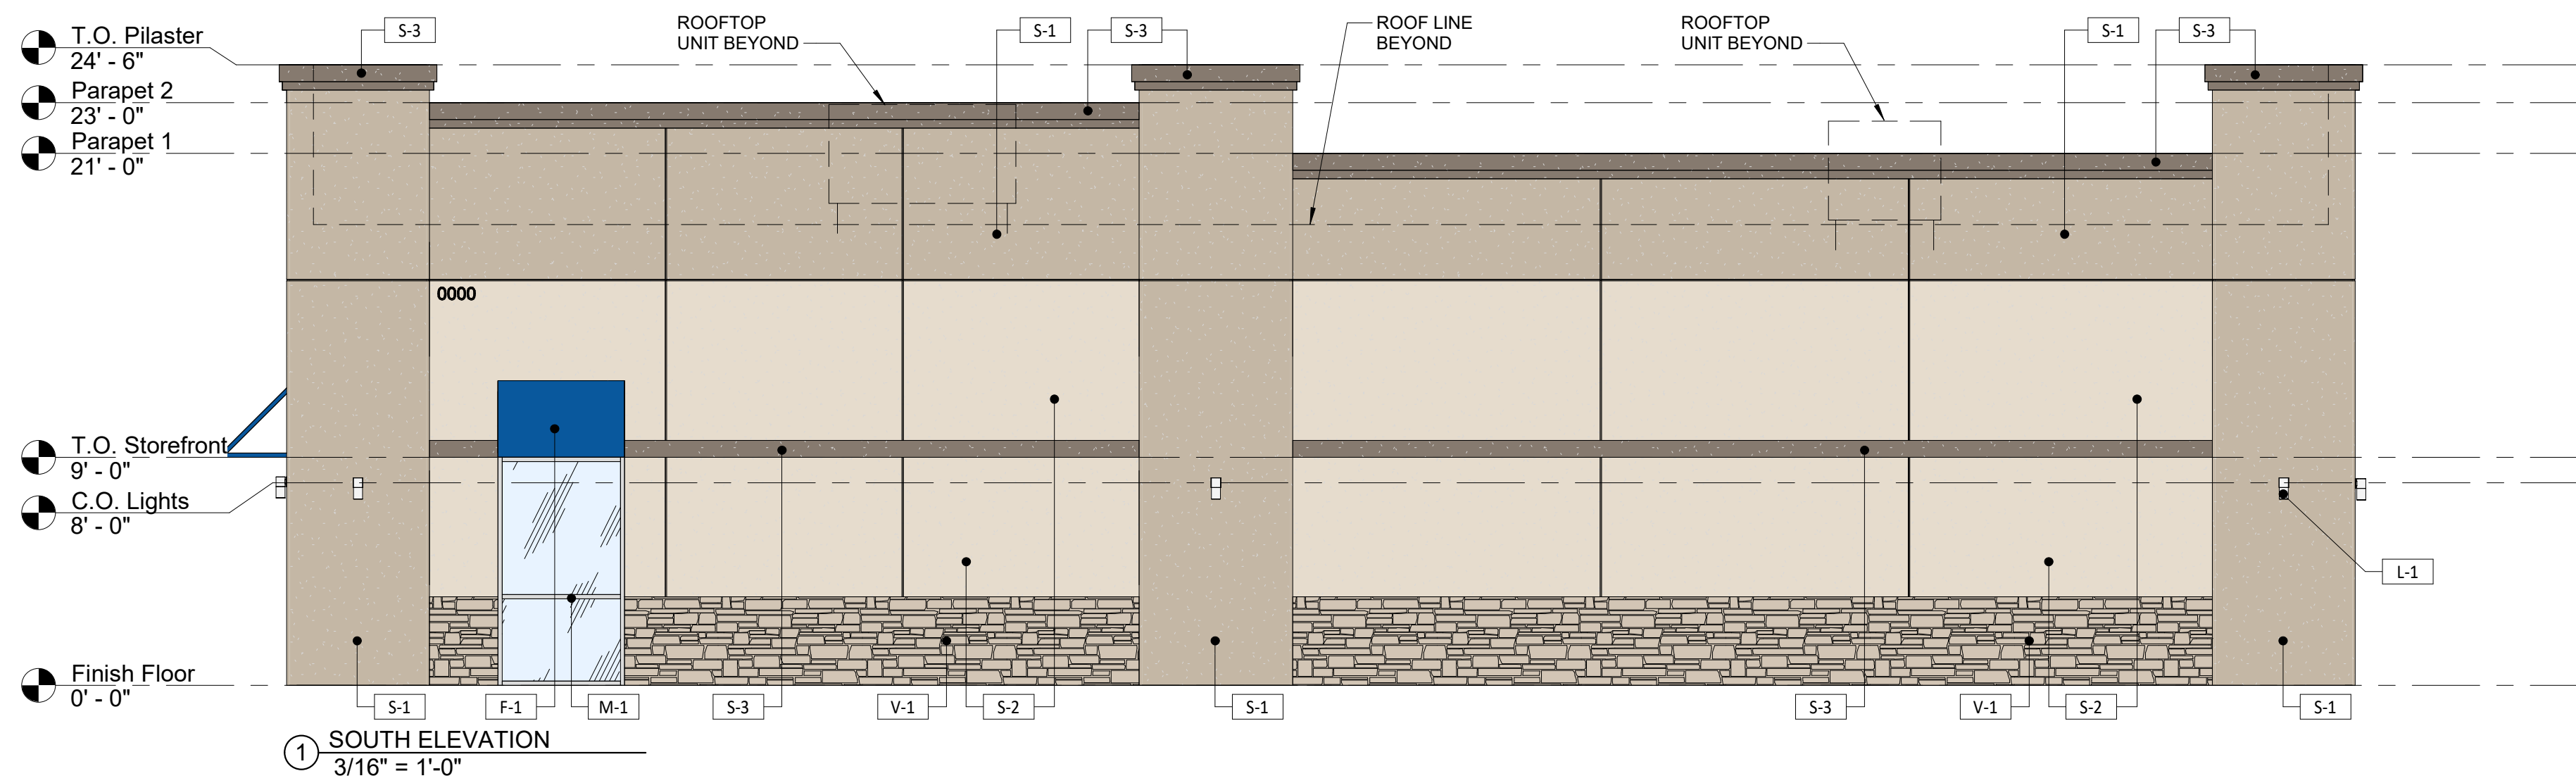 T.O. Pilaster
24' - 6"
Parapet 2
23' - 0"
Parapet 1
21' - 0"
T.O. Storefront
9' - 0"
C.O. Lights
8' - 0"
Finish Floor
0' - 0"
S-3
ROOFTOP
UNIT BEYOND
S-1
S-3
ROOF LINE
BEYOND
ROOFTOP
UNIT BEYOND
S-1
S-3
0000
L-1
S-1
F-1
M-1
S-3
V-1
S-2
S-1
S-3
V-1
S-2
S-1
1
SOUTH ELEVATION
3/16" = 1'-0"